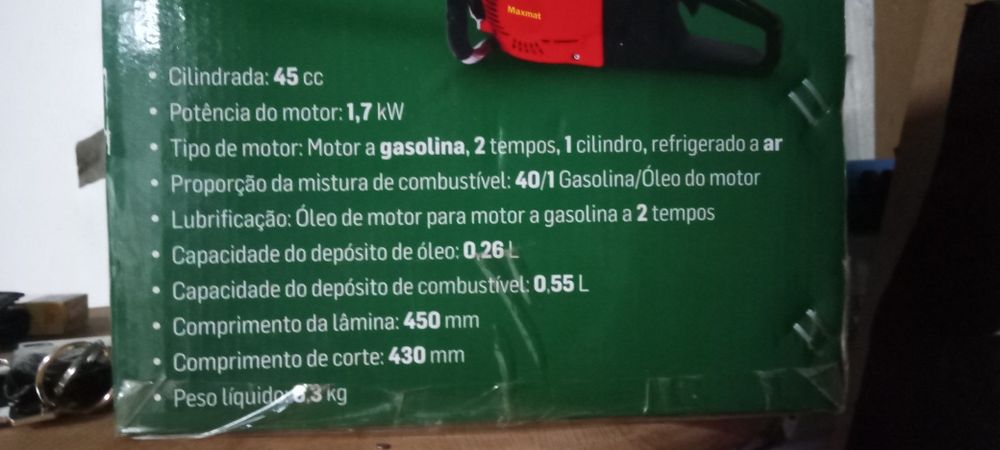 Maxmat
• Cilindrada: 45 cc
• Potência do motor: 1,7 kW
• Tipo de motor: Motor a gasolina, 2 tempos, 1 cilindro, refrigerado a ar
• Proporção da mistura de combustível: 40/1 Gasolina/Óleo do motor
• Lubrificação: Óleo de motor para motor a gasolina a 2 tempos
• Capacidade do depósito de óleo: 0,26 L
• Capacidade do depósito de combustível: 0,55 L
• Comprimento da lâmina: 450 mm
• Comprimento de corte: 430 mm
• Peso líquido: kg